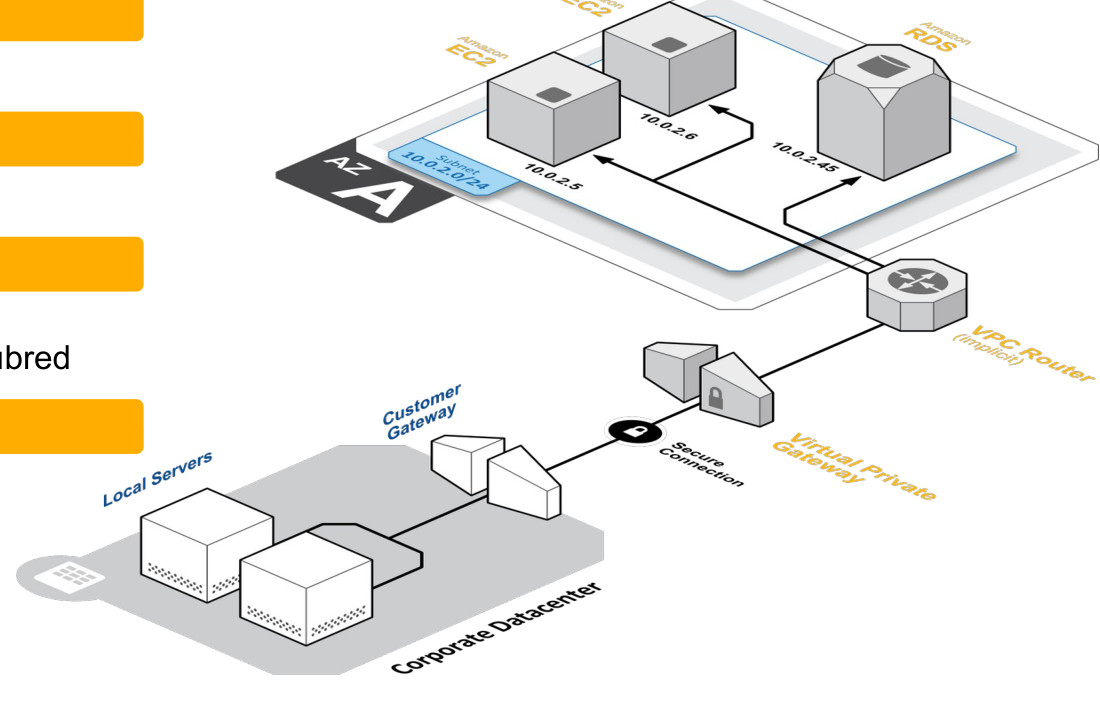 EC2
Amazon
EC2
Amazon
RDS
10.0.2.6
10.0.2.45
10.0.2.5
Subnet
10.0.2.0/24
AZ
A
VPC Router
(implicit)
Customer
Gateway
Secure
Connection
Virtual Private
Gateway
Local Servers
Corporate Datacenter